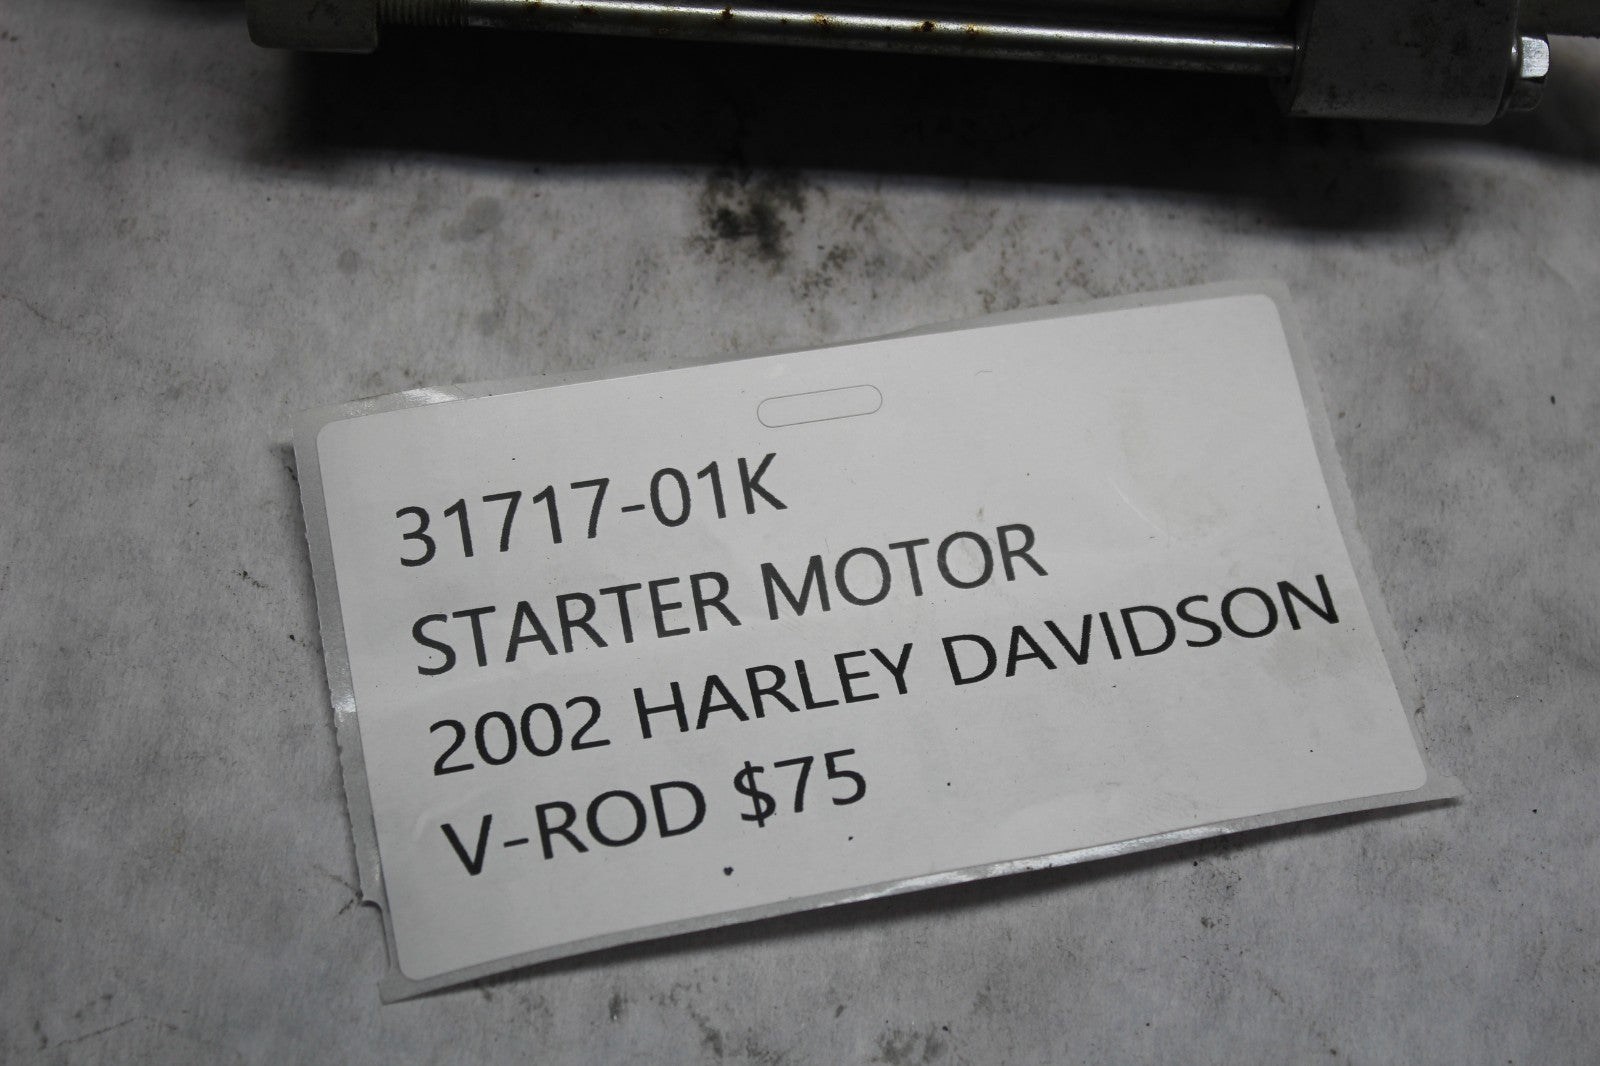 31717-01K
STARTER MOTOR
2002 HARLEY DAVIDSON
V-ROD $75